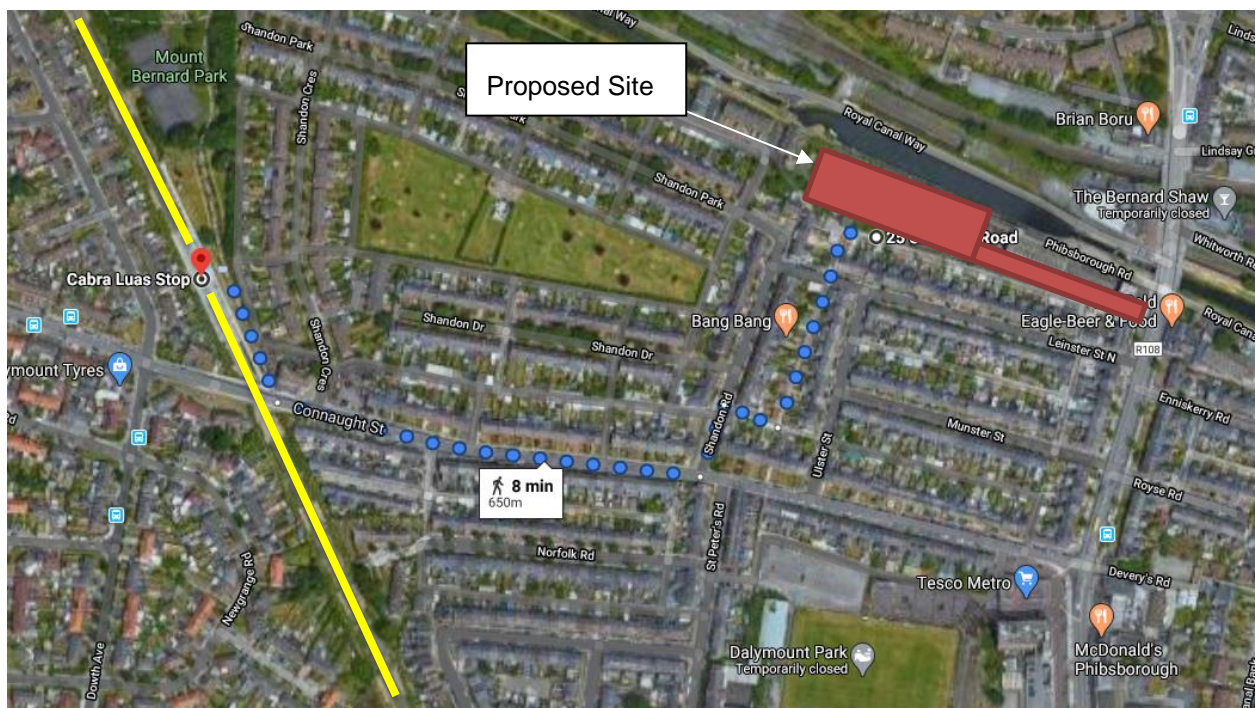 Shandon Park
Mount
Bernard Park
Shandon Cres
Proposed Site
Canal Way
Royal Canal Way
Brian Boru
Lindsay
Shandon Park
The Bernard Shaw
Temporarily closed
Whitworth
25
Road
Phibsborough Rd
Cabra Luas Stop
Eagle-Beer & Food
Royal
R108
Leinster St N
Bang Bang
Shandon Dr
Shandon Dr
Shandon Cres
ymount Tyres
Connaught St
Shandon Rd
Ulster St
Munster St
Enniskerry Rd
8 min
650m
Royse Rd
St Peter's Rd
Norfolk Rd
Newgrange Rd
Dowth Ave
Tesco Metro
Devery's Rd
Dalymount Park
Temporarily closed
McDonald's
Phibsborough